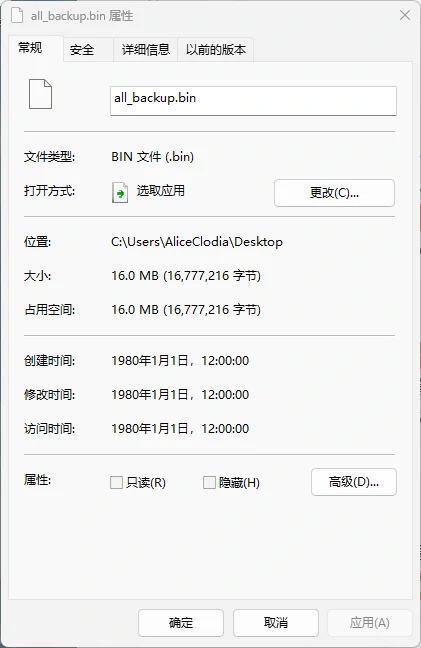 all_backup.bin 属性
常规 安全 详细信息 以前的版本
all_backup.bin
文件类型: BIN 文件 (.bin)
打开方式: 选取应用 更改(C)...
位置: C:\Users\AliceClodia\Desktop
大小: 16.0 MB (16,777,216 字节)
占用空间: 16.0 MB (16,777,216 字节)
创建时间: 1980年1月1日，12:00:00
修改时间: 1980年1月1日，12:00:00
访问时间: 1980年1月1日，12:00:00
属性: 只读(R) 隐藏(H) 高级(D)...
确定 取消 应用(A)